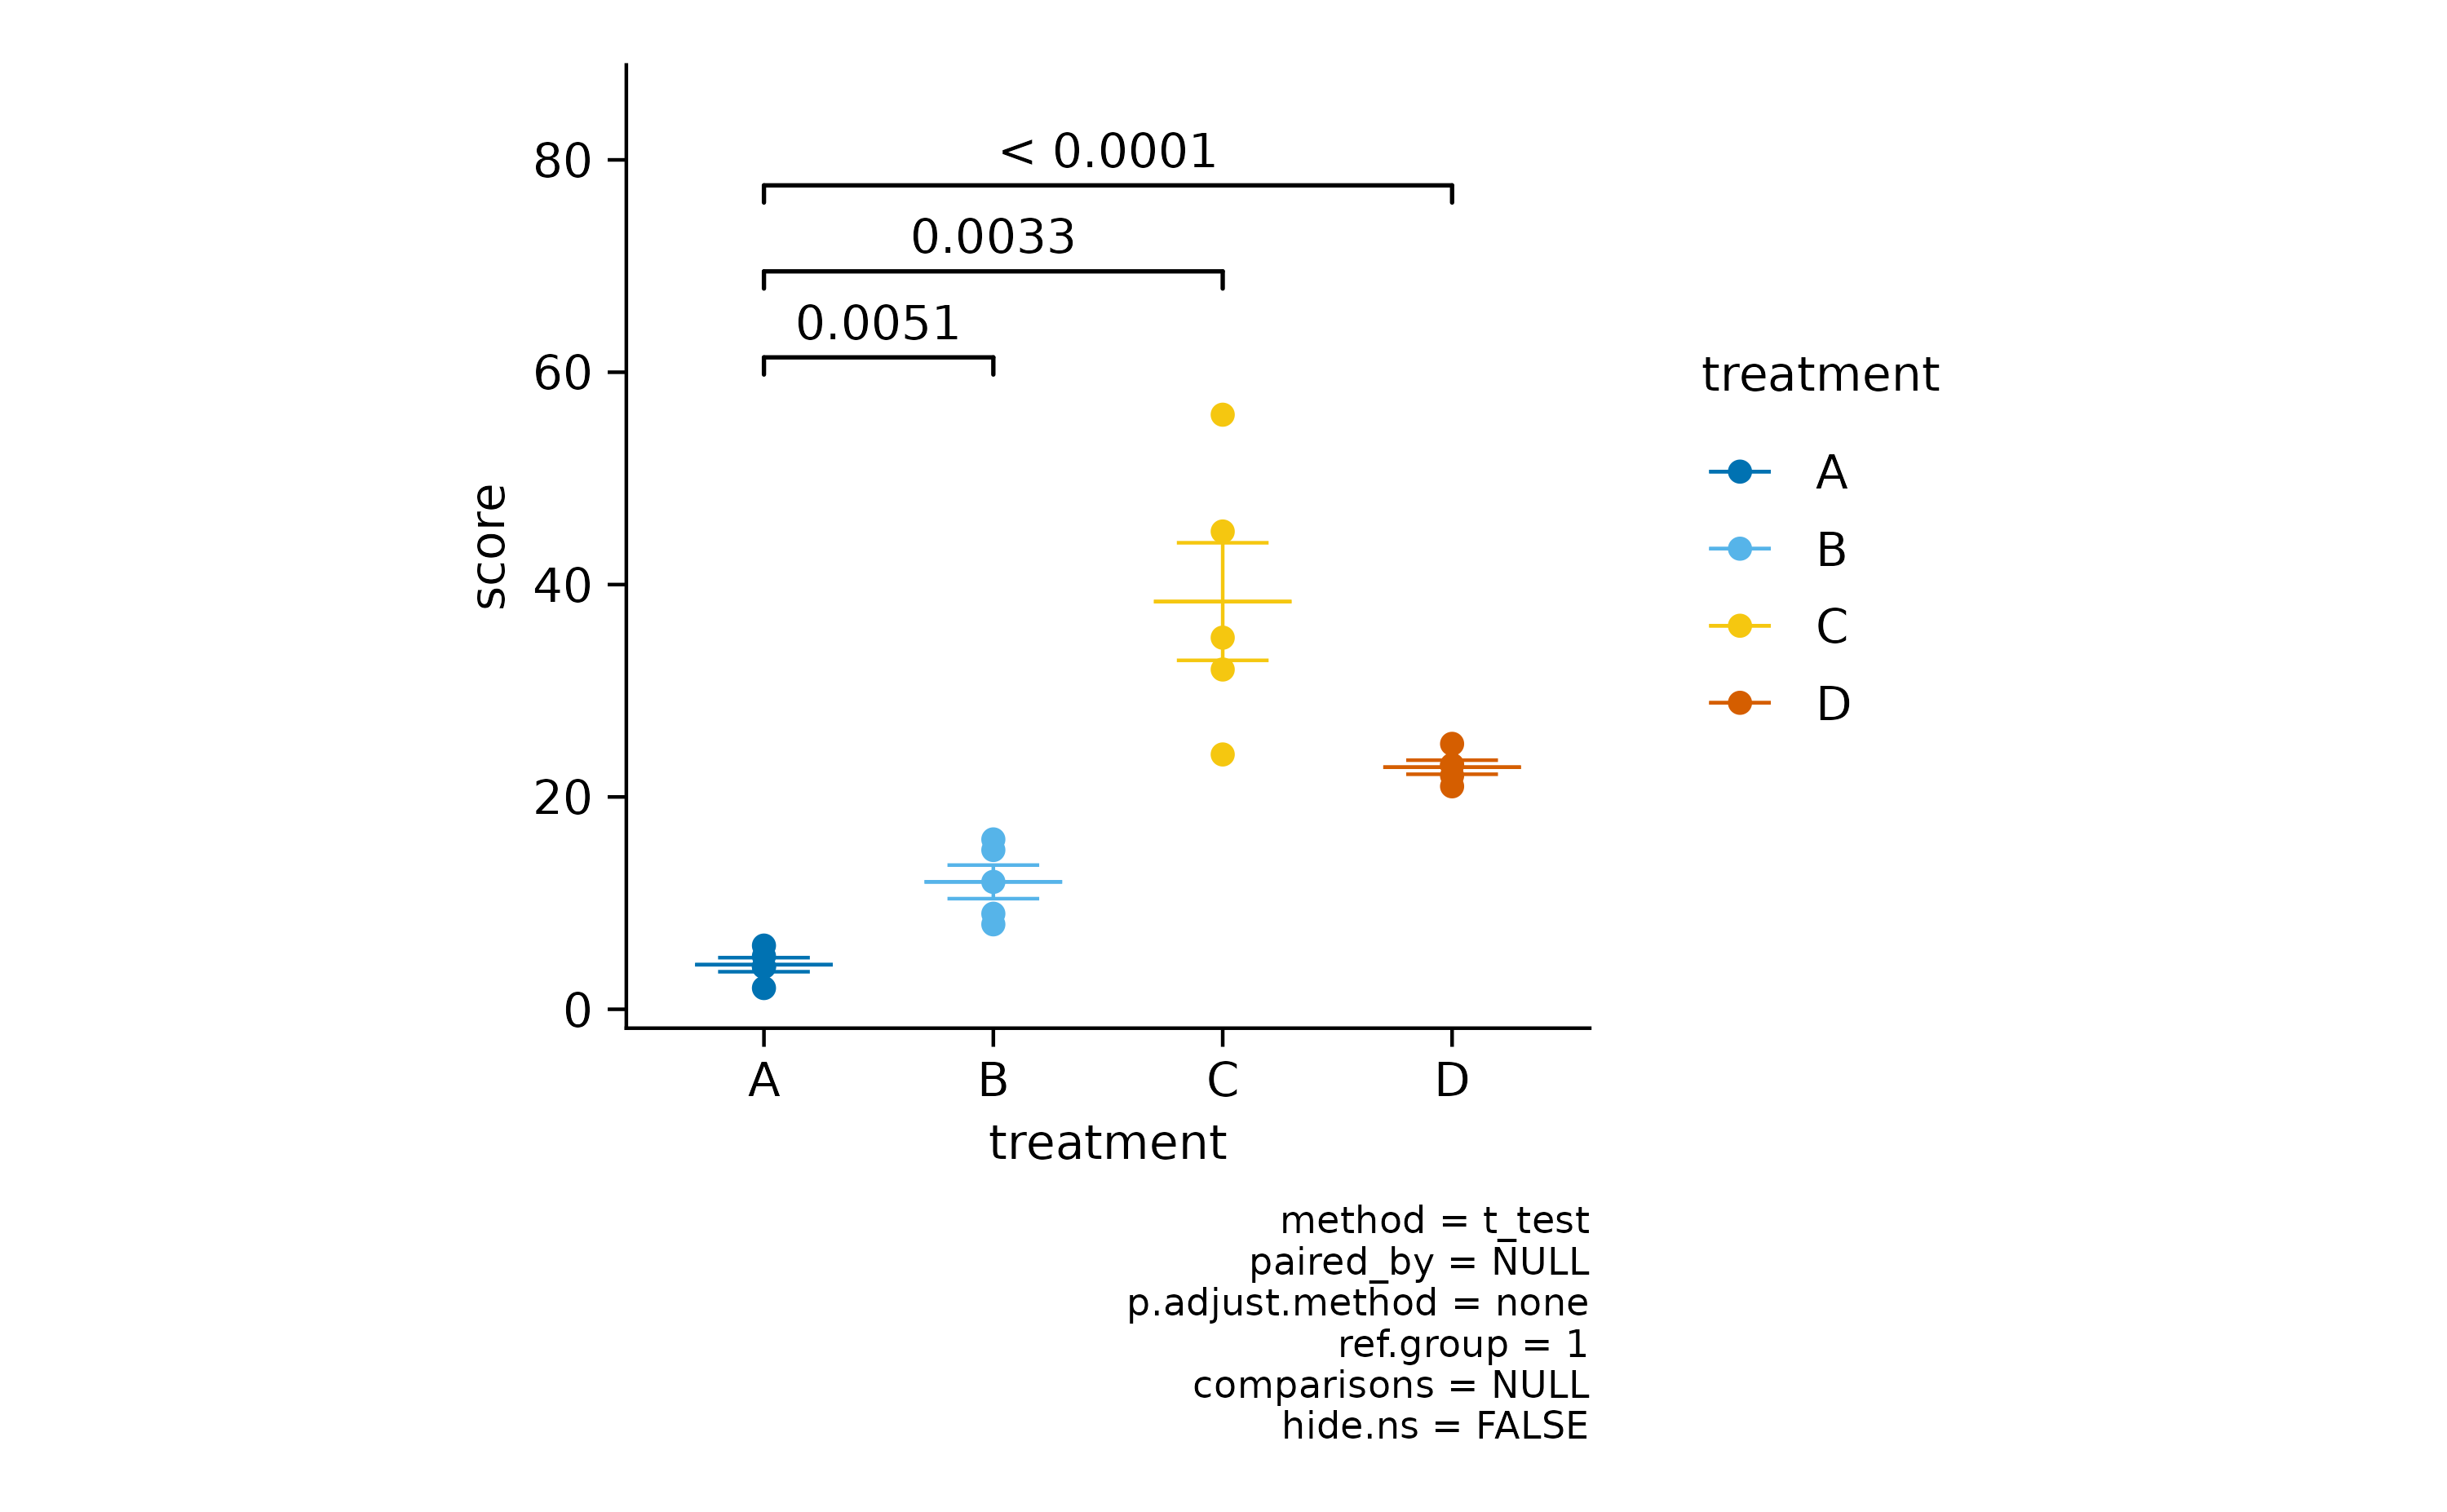 < 0.0001
0.0033
0.0051
80
60
40
20
0
score
A
B
C
D
treatment
treatment
A
B
C
D
method = t_test
paired_by = NULL
p.adjust.method = none
ref.group = 1
comparisons = NULL
hide.ns = FALSE